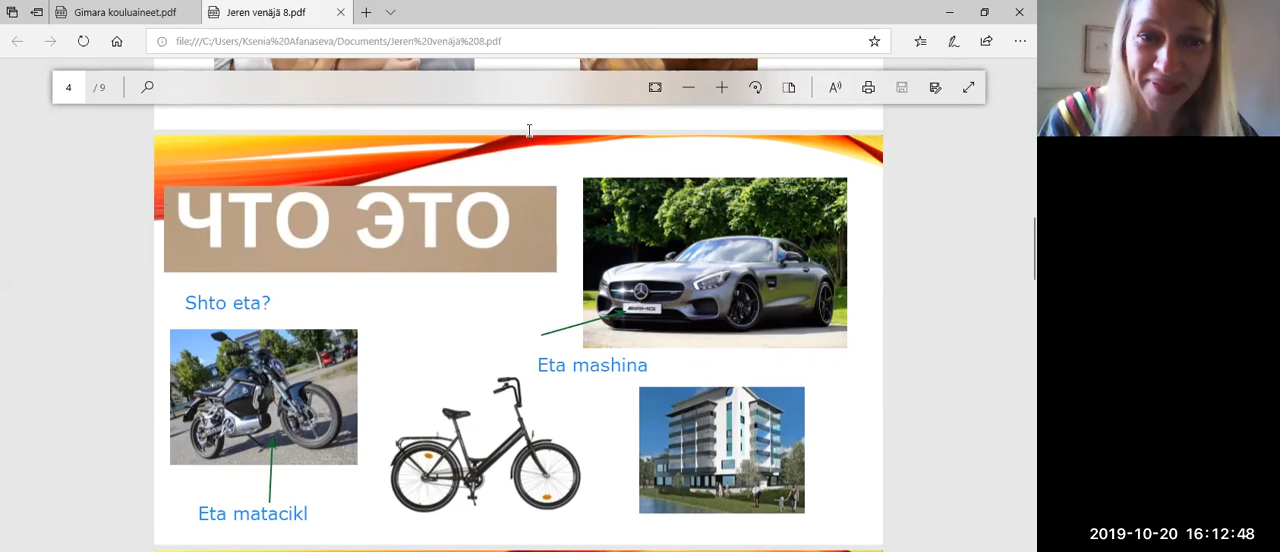 Gimara kouluaineet.pdf
Jeren venäjä 8.pdf
file:///C:/Users/Ksenia%20Afanaseva/Documents/Jeren%20venäjä%208.pdf
4 / 9
ЧТО ЭТО
Shto eta?
AMG
Eta mashina
Eta matacikl
2019-10-20 16:12:48